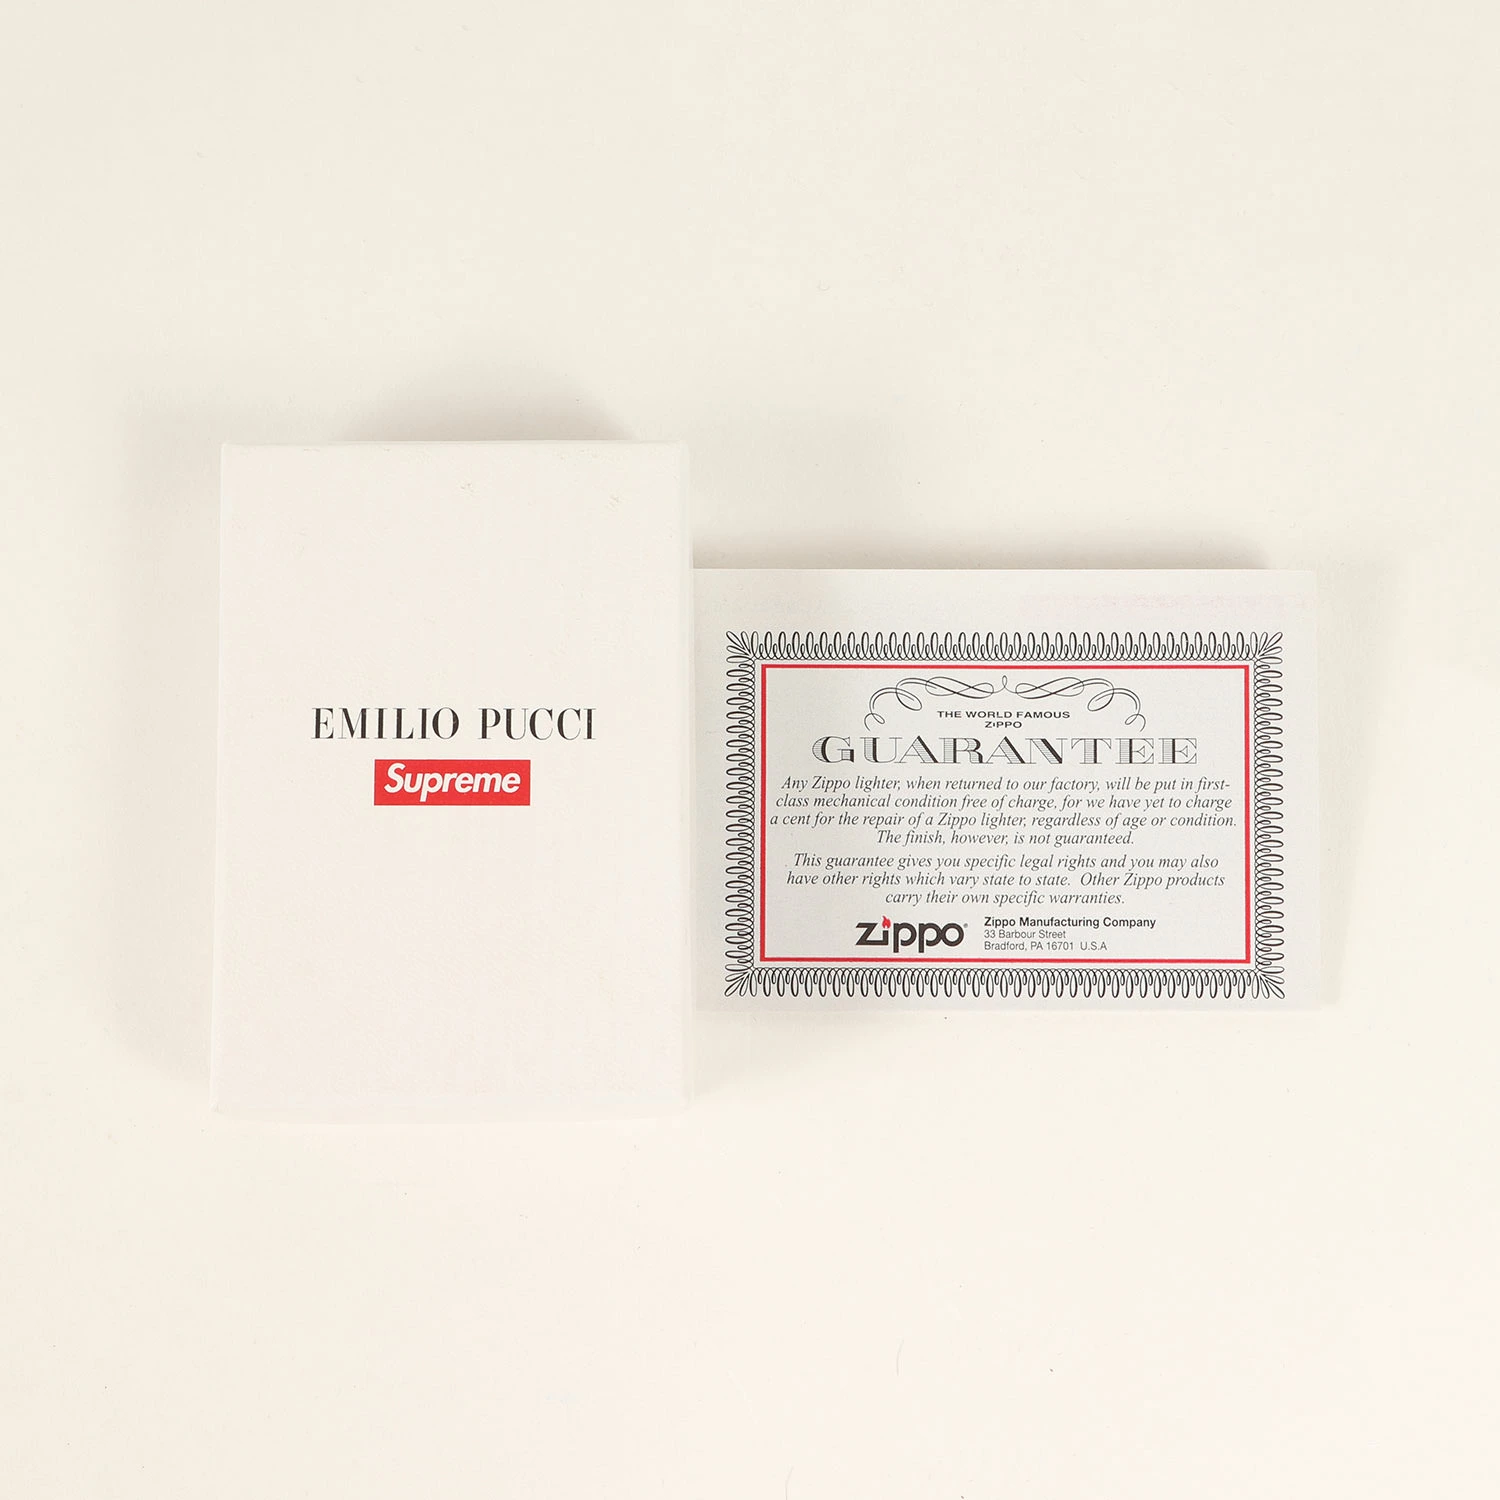 EMILIO PUCCI
Supreme
THE WORLD FAMOUS
ZIPPO
GUARANTEE
Any Zippo lighter, when returned to our factory, will be put in first-
class mechanical condition free of charge, for we have yet to charge
a cent for the repair of a Zippo lighter, regardless of age or condition.
The finish, however, is not guaranteed.
This guarantee gives you specific legal rights and you may also
have other rights which vary state to state. Other Zippo products
carry their own specific warranties.
zippo®
Zippo Manufacturing Company
33 Barbour Street
Bradford, PA 16701 U.S.A